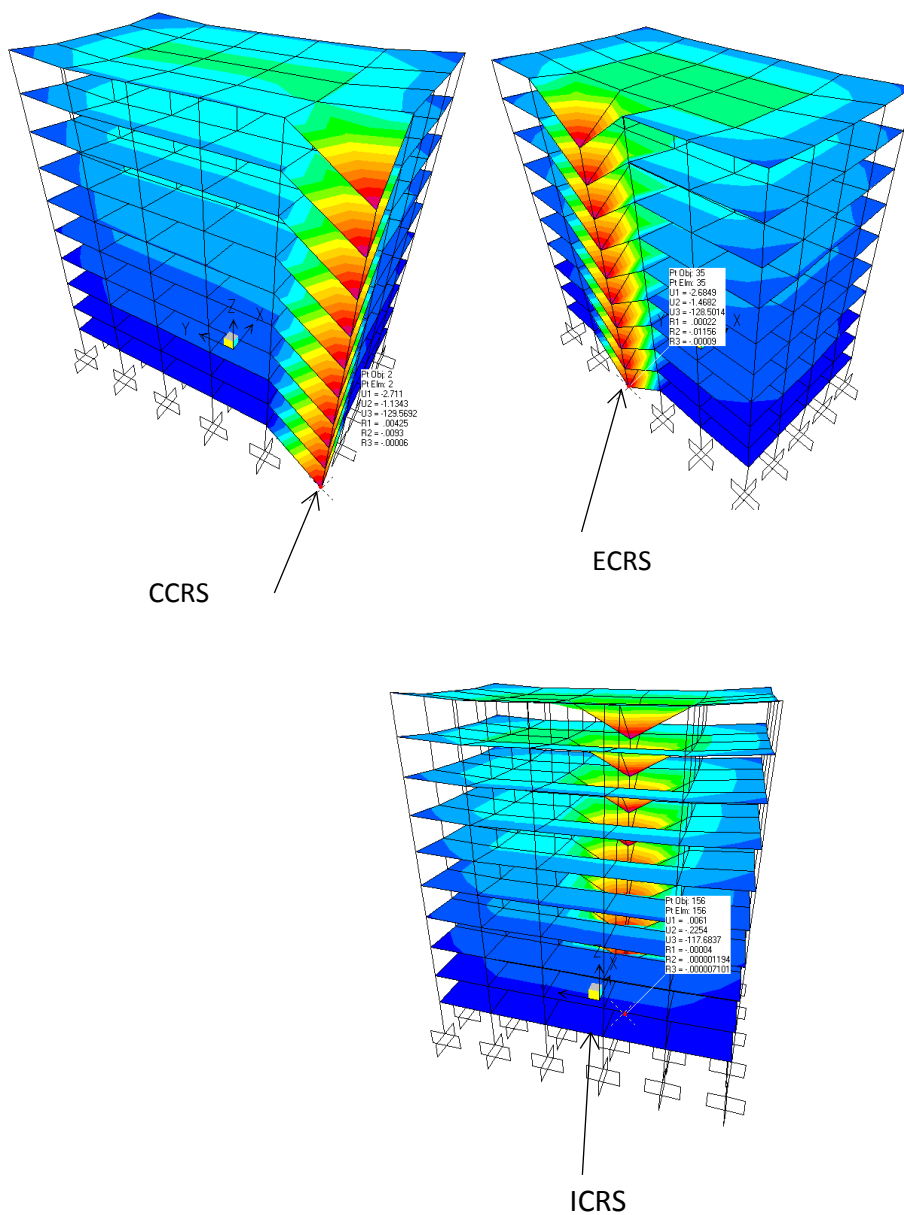 Pt Obj: 2
Pt Elm: 2
U1 = -2.711
U2 = -1.1343
U3 = -129.5692
R1 = .00425
R2 = -.0093
R3 = -.00006
Z
X
Y
CCRS
Pt Obj: 35
Pt Elm: 35
U1 = -2.6849
U2 = -1.4682
U3 = -128.5014
R1 = .00022
R2 = -.01156
R3 = -.00009
X
ECRS
Pt Obj: 156
Pt Elm: 156
U1 = .0061
U2 = -.2254
U3 = -117.6837
R1 = -.00004
R2 = .000001194
R3 = -.000007101
Z
X
ICRS